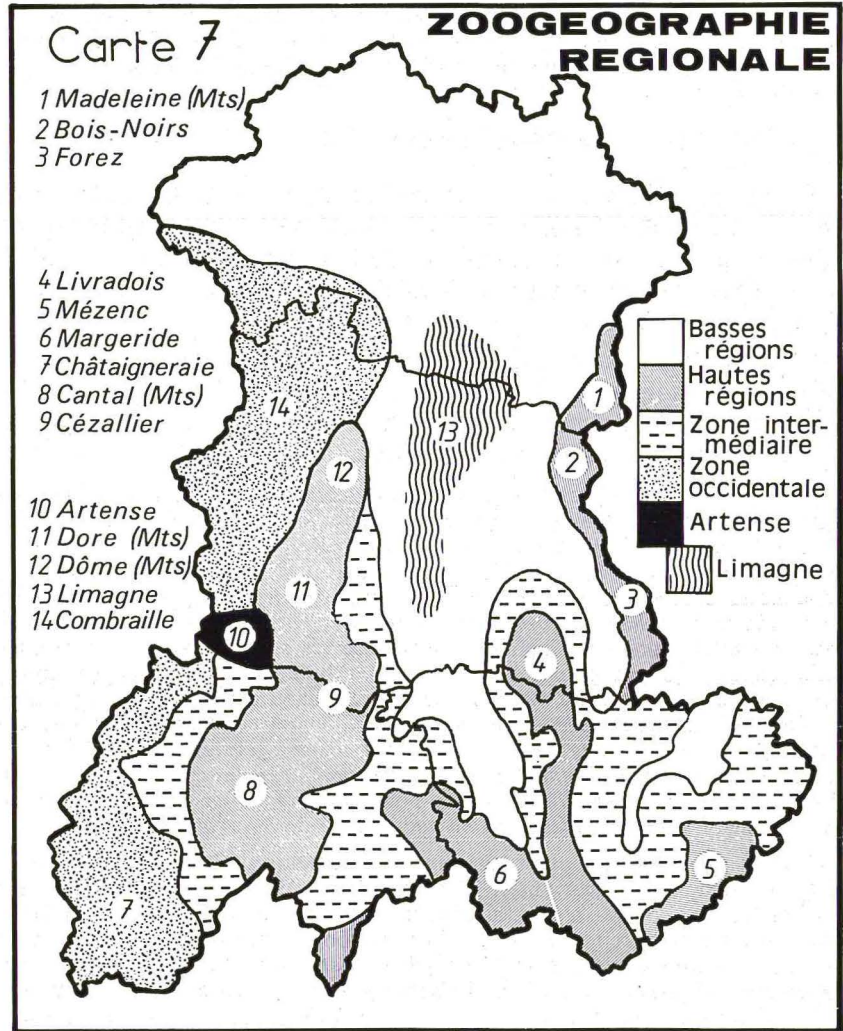 Carte 7
ZOOGEOGRAPHIE
REGIONALE
1 Madeleine (Mts)
2 Bois-Noirs
3 Forez
4 Livradois
5 Mézenc
6 Margeride
7 Châtaigneraie
8 Cantal (Mts)
9 Cézallier
10 Artense
11 Dore (Mts)
12 Dôme (Mts)
13 Limagne
14 Combraille
Basses
régions
Hautes
régions
Zone inter-
médiaire
Zone
occidentale
Artense
Limagne
14
13
1
12
2
11
3
10
4
9
8
7
6
5